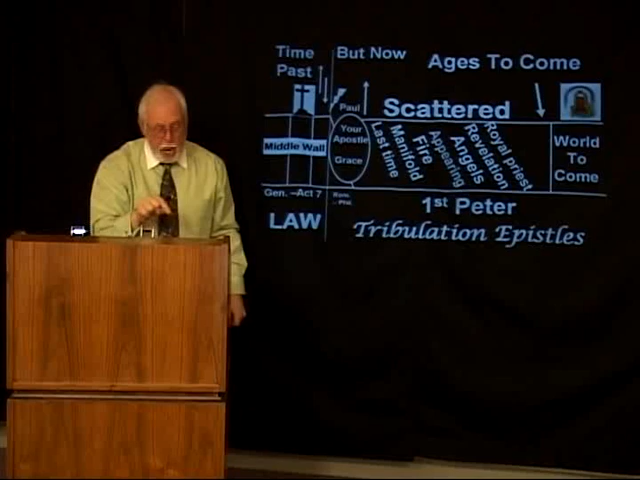 Time
Past
But Now
Ages To Come
Paul
Scattered
Middle Wall
Your
Apostle
Grace
Last time
Manifold
Fire
Appearing
Angels
Revelation
Royal priest
World
To
Come
Gen. -Act 7
Rom.
- Phil.
LAW
1st Peter
Tribulation Epistles